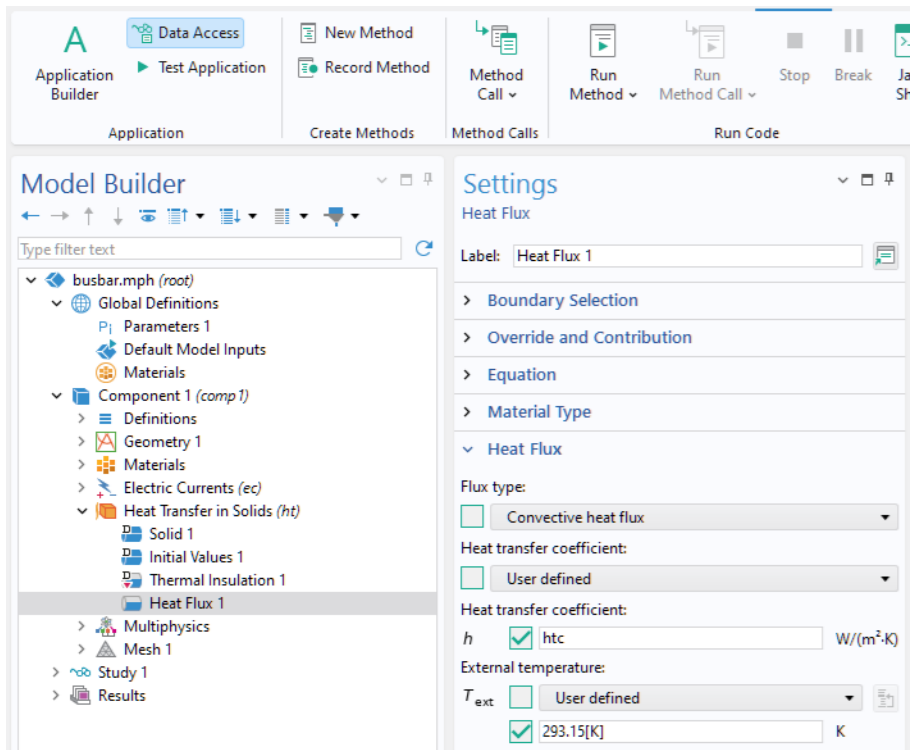 Application Builder
Data Access
Test Application
New Method
Record Method
Method Call
Run Method
Run Method Call
Stop
Break
Application
Create Methods
Method Calls
Run Code
Model Builder
Type filter text
busbar.mph (root)
Global Definitions
Pi Parameters 1
Default Model Inputs
Materials
Component 1 (comp1)
Definitions
Geometry 1
Materials
Electric Currents (ec)
Heat Transfer in Solids (ht)
D Solid 1
D Initial Values 1
D Thermal Insulation 1
Heat Flux 1
Multiphysics
Mesh 1
Study 1
Results
Settings
Heat Flux
Label: Heat Flux 1
Boundary Selection
Override and Contribution
Equation
Material Type
Heat Flux
Flux type:
Convective heat flux
Heat transfer coefficient:
User defined
Heat transfer coefficient:
h htc W/(m²·K)
External temperature:
Text User defined
293.15[K] K